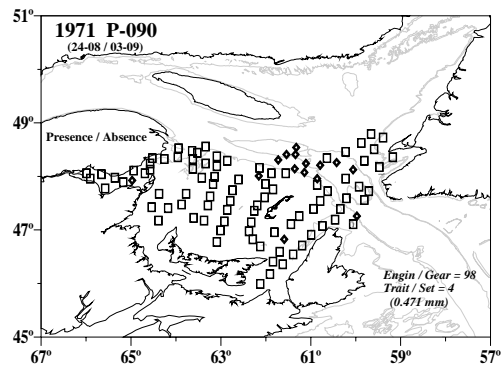 51°
1971 P-090
(24-08 / 03-09)
49°
Presence / Absence
47°
Engin / Gear = 98
Trait / Set = 4
(0.471 mm)
45°
67° 65° 63° 61° 59° 57°